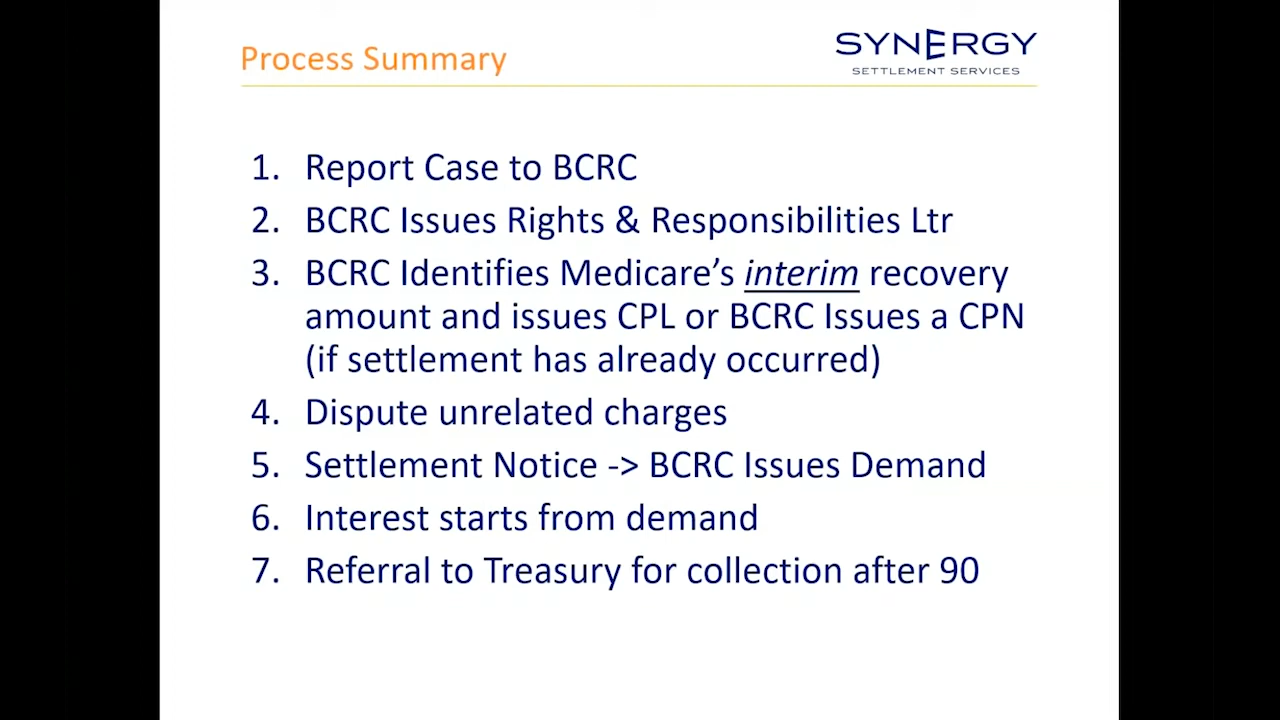 Process Summary
SYNERGY
SETTLEMENT SERVICES
1. Report Case to BCRC
2. BCRC Issues Rights & Responsibilities Ltr
3. BCRC Identifies Medicare’s interim recovery
amount and issues CPL or BCRC Issues a CPN
(if settlement has already occurred)
4. Dispute unrelated charges
5. Settlement Notice -> BCRC Issues Demand
6. Interest starts from demand
7. Referral to Treasury for collection after 90